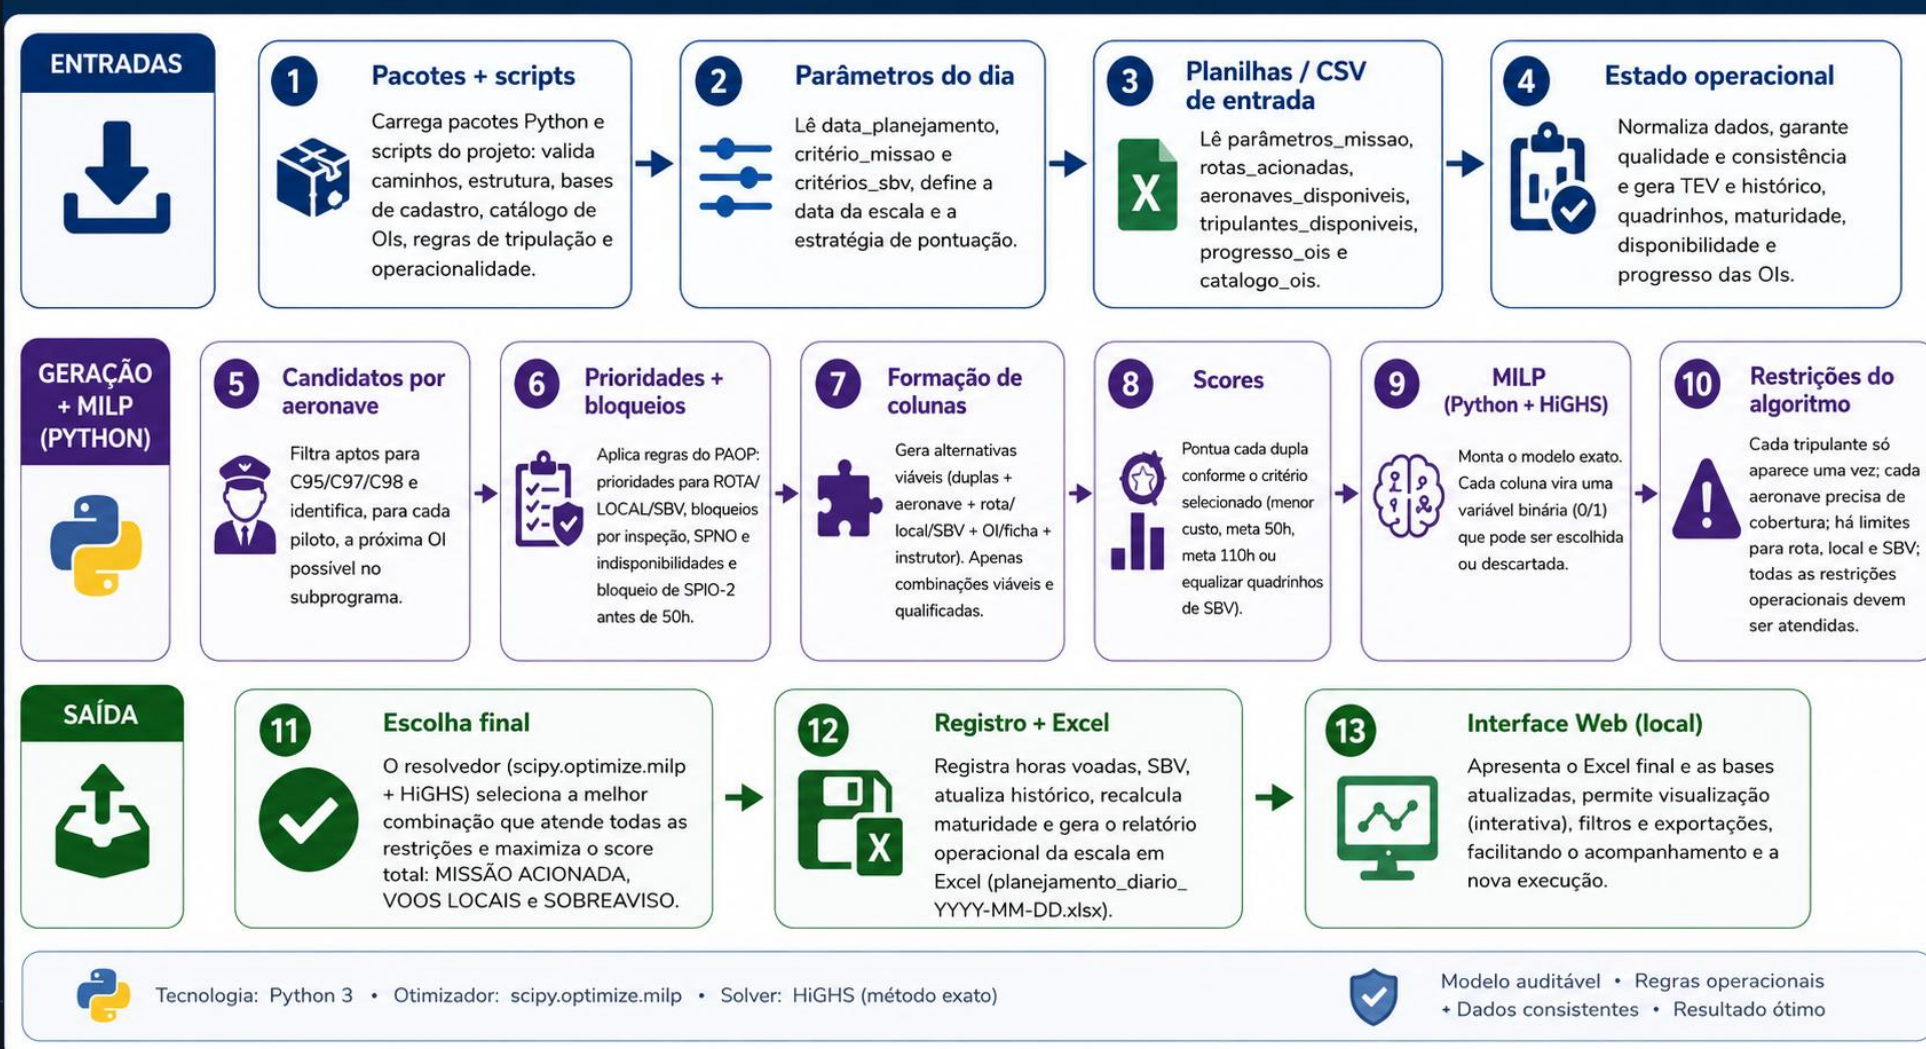 ENTRADAS
1
Pacotes + scripts
Carrega pacotes Python e
scripts do projeto: valida
caminhos, estrutura, bases
de cadastro, catálogo de
OIs, regras de tripulação e
operacionalidade.
2
Parâmetros do dia
Lê data_planejamento,
critério_missao e
critérios_sbv, define a
data da escala e a
estratégia de pontuação.
3
Planilhas / CSV
de entrada
X
Lê parâmetros_missao,
rotas_acionadas,
aeronaves_disponiveis,
tripulantes_disponiveis,
progresso_ois e
catalogo_ois.
4
Estado operacional
Normaliza dados, garante
qualidade e consistência
e gera TEV e histórico,
quadrinhos, maturidade,
disponibilidade e
progresso das OIs.
GERAÇÃO
+ MILP
(PYTHON)
5
Candidatos por
aeronave
Filtra aptos para
C95/C97/C98 e
identifica, para cada
piloto, a próxima OI
possível no
subprograma.
6
Prioridades +
bloqueios
Aplica regras do PAOP:
prioridades para ROTA/
LOCAL/SBV, bloqueios
por inspeção, SPNO e
indisponibilidades e
bloqueio de SPIO-2
antes de 50h.
7
Formação de
colunas
Gera alternativas
viáveis (duplas +
aeronave + rota/
local/SBV + OI/ficha +
instrutor). Apenas
combinações viáveis e
qualificadas.
8
Scores
Pontua cada dupla
conforme o critério
selecionado (menor
custo, meta 50h,
meta 110h ou
equalizar quadrinhos
de SBV).
9
MILP
(Python + HiGHS)
Monta o modelo exato.
Cada coluna vira uma
variável binária (0/1)
que pode ser escolhida
ou descartada.
10
Restrições do
algoritmo
Cada tripulante só
aparece uma vez; cada
aeronave precisa de
cobertura; há limites
para rota, local e SBV;
todas as restrições
operacionais devem
ser atendidas.
SAÍDA
11
Escolha final
O resolvedor (scipy.optimize.milp
+ HiGHS) seleciona a melhor
combinação que atende todas as
restrições e maximiza o score
total: MISSÃO ACIONADA,
VOOS LOCAIS e SOBREAVISO.
12
Registro + Excel
X
Registra horas voadas, SBV,
atualiza histórico, recalcula
maturidade e gera o relatório
operacional da escala em
Excel (planejamento_diario_
YYYY-MM-DD.xlsx).
13
Interface Web (local)
Apresenta o Excel final e as bases
atualizadas, permite visualização
(interativa), filtros e exportações,
facilitando o acompanhamento e a
nova execução.
Tecnologia: Python 3 • Otimizador: scipy.optimize.milp • Solver: HiGHS (método exato)
Modelo auditável • Regras operacionais
+ Dados consistentes • Resultado ótimo